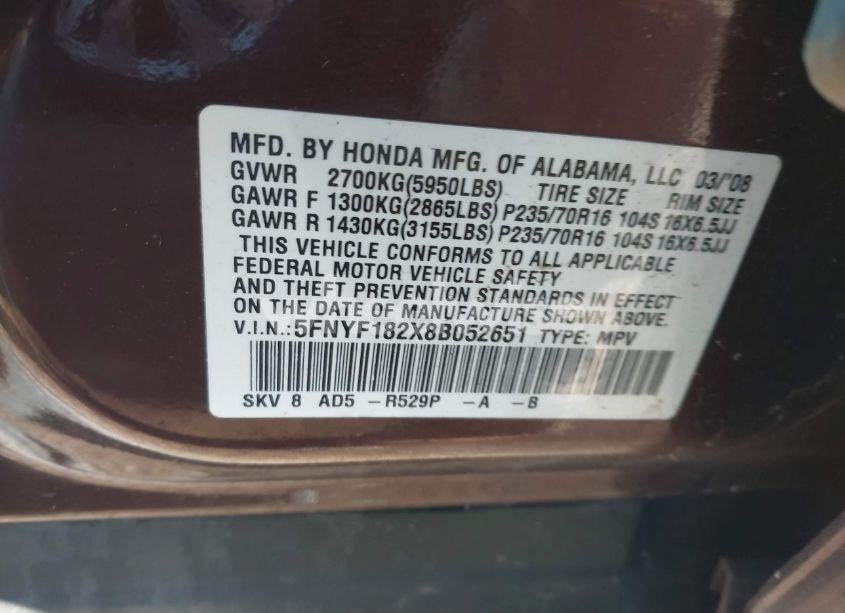 MFD. BY HONDA MFG. OF ALABAMA, LLC 03/'08
GVWR 2700KG(5950LBS) TIRE SIZE RIM SIZE
GAWR F 1300KG(2865LBS) P235/70R16 104S 16X6.5JJ
GAWR R 1430KG(3155LBS) P235/70R16 104S 16X6.5JJ
THIS VEHICLE CONFORMS TO ALL APPLICABLE
FEDERAL MOTOR VEHICLE SAFETY
AND THEFT PREVENTION STANDARDS IN EFFECT
ON THE DATE OF MANUFACTURE SHOWN ABOVE.
V.I.N.:5FNYF182X8B052651 TYPE: MPV
SKV 8 AD5 -R529P -A -B